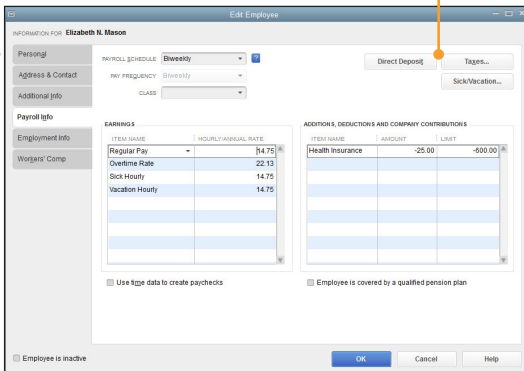 Edit Employee
INFORMATION FOR Elizabeth N. Mason
Personal
Address & Contact
Additional Info
Payroll Info
Employment Info
Workers' Comp
PAYROLL SCHEDULE Biweekly ?
PAY FREQUENCY Biweekly
CLASS
Direct Deposit
Taxes...
Sick/Vacation...
EARNINGS
ITEM NAME HOURLY/ANNUAL RATE
Regular Pay 14.75
Overtime Rate 22.13
Sick Hourly 14.75
Vacation Hourly 14.75
Use time data to create paychecks
ADDITIONS, DEDUCTIONS AND COMPANY CONTRIBUTIONS
ITEM NAME AMOUNT LIMIT
Health Insurance -25.00 -600.00
Employee is covered by a qualified pension plan
Employee is inactive
OK
Cancel
Help